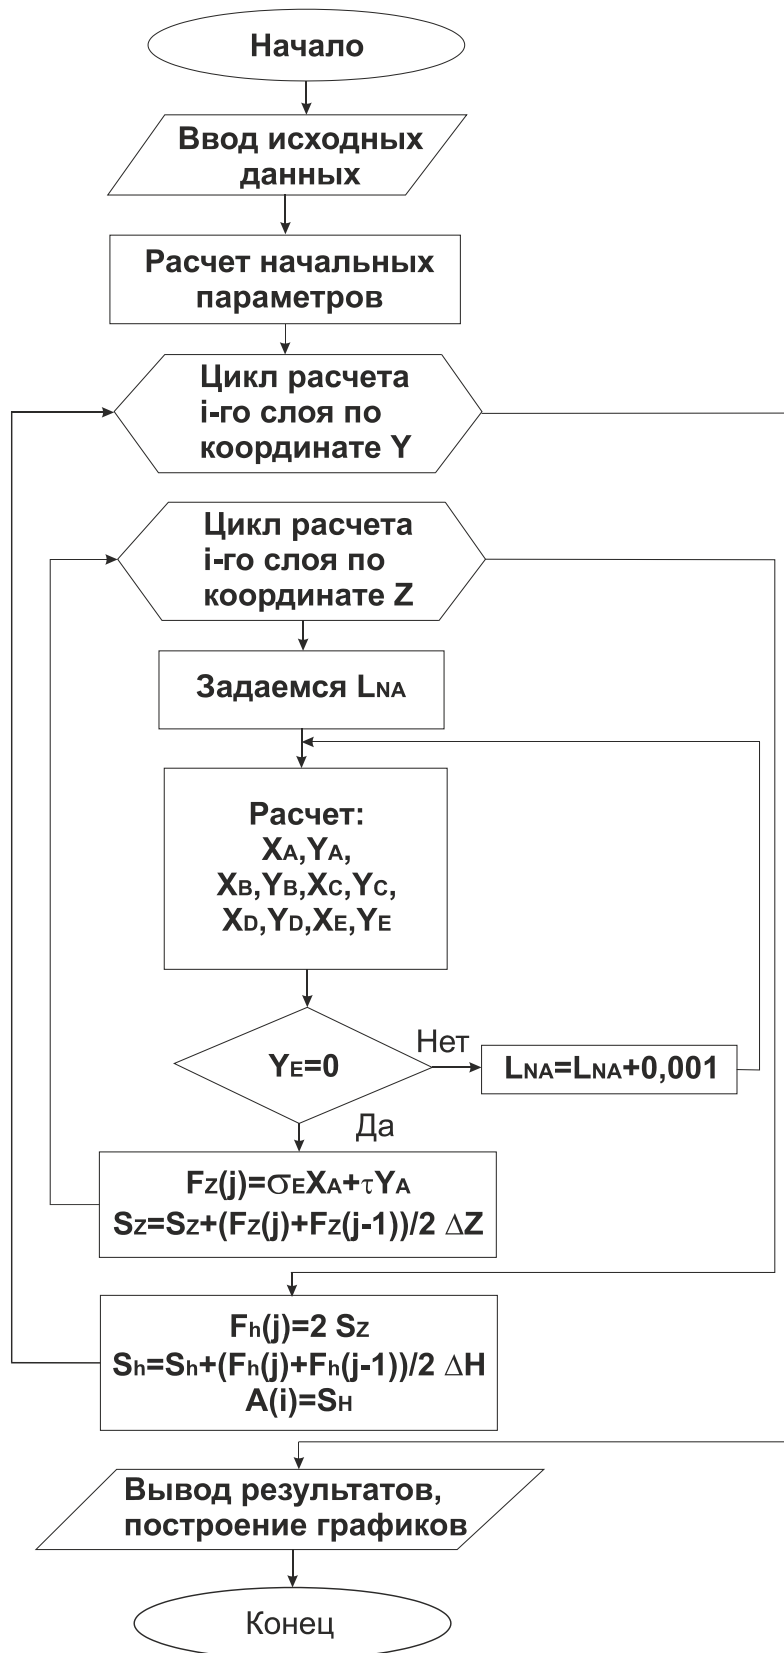 Начало
Ввод исходных
данных
Расчет начальных
параметров
Цикл расчета
i-го слоя по
координате Y
Цикл расчета
i-го слоя по
координате Z
Задаемся LNA
Расчет:
XA,YA,
XB,YB,XC,YC,
XD,YD,XE,YE
YE=0
Нет
LNA=LNA+0,001
Да
FZ(j)=σEXA+τYA
SZ=SZ+(FZ(j)+FZ(j-1))/2 ΔZ
Fh(j)=2 SZ
Sh=Sh+(Fh(j)+Fh(j-1))/2 ΔH
A(i)=SH
Вывод результатов,
построение графиков
Конец